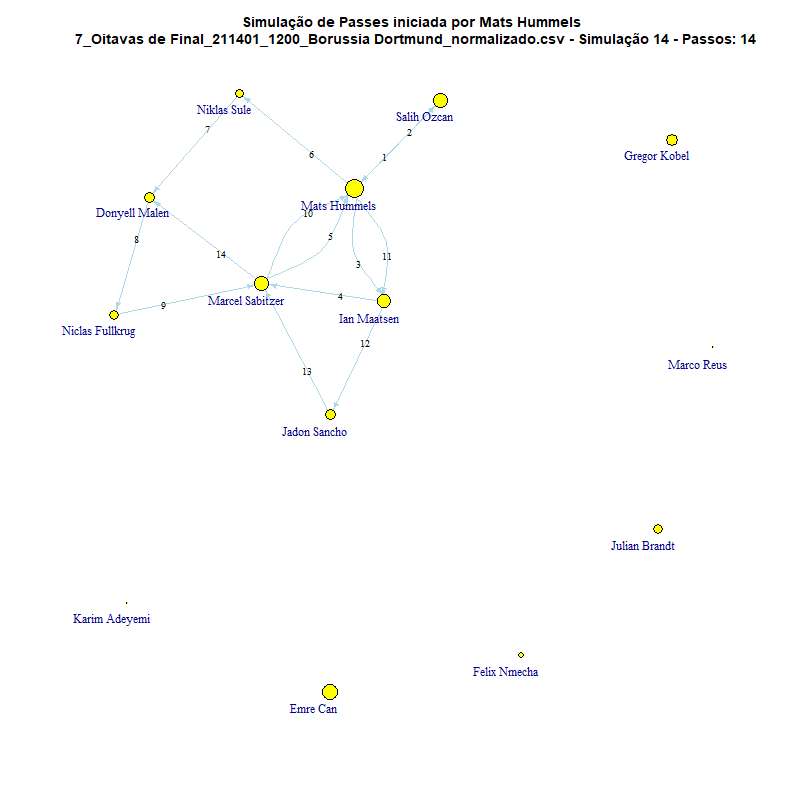 Simulação de Passes iniciada por Mats Hummels
7_Oitavas de Final_211401_1200_Borussia Dortmund_normalizado.csv - Simulação 14 - Passos: 14
Niklas Sule
Salih Ozcan
7
2
Gregor Kobel
6
1
Mats Hummels
Donyell Malen
10
8
5
14
3
11
Marcel Sabitzer
4
9
Ian Maatsen
Niclas Fullkrug
12
Marco Reus
13
Jadon Sancho
Julian Brandt
Karim Adeyemi
Felix Nmecha
Emre Can